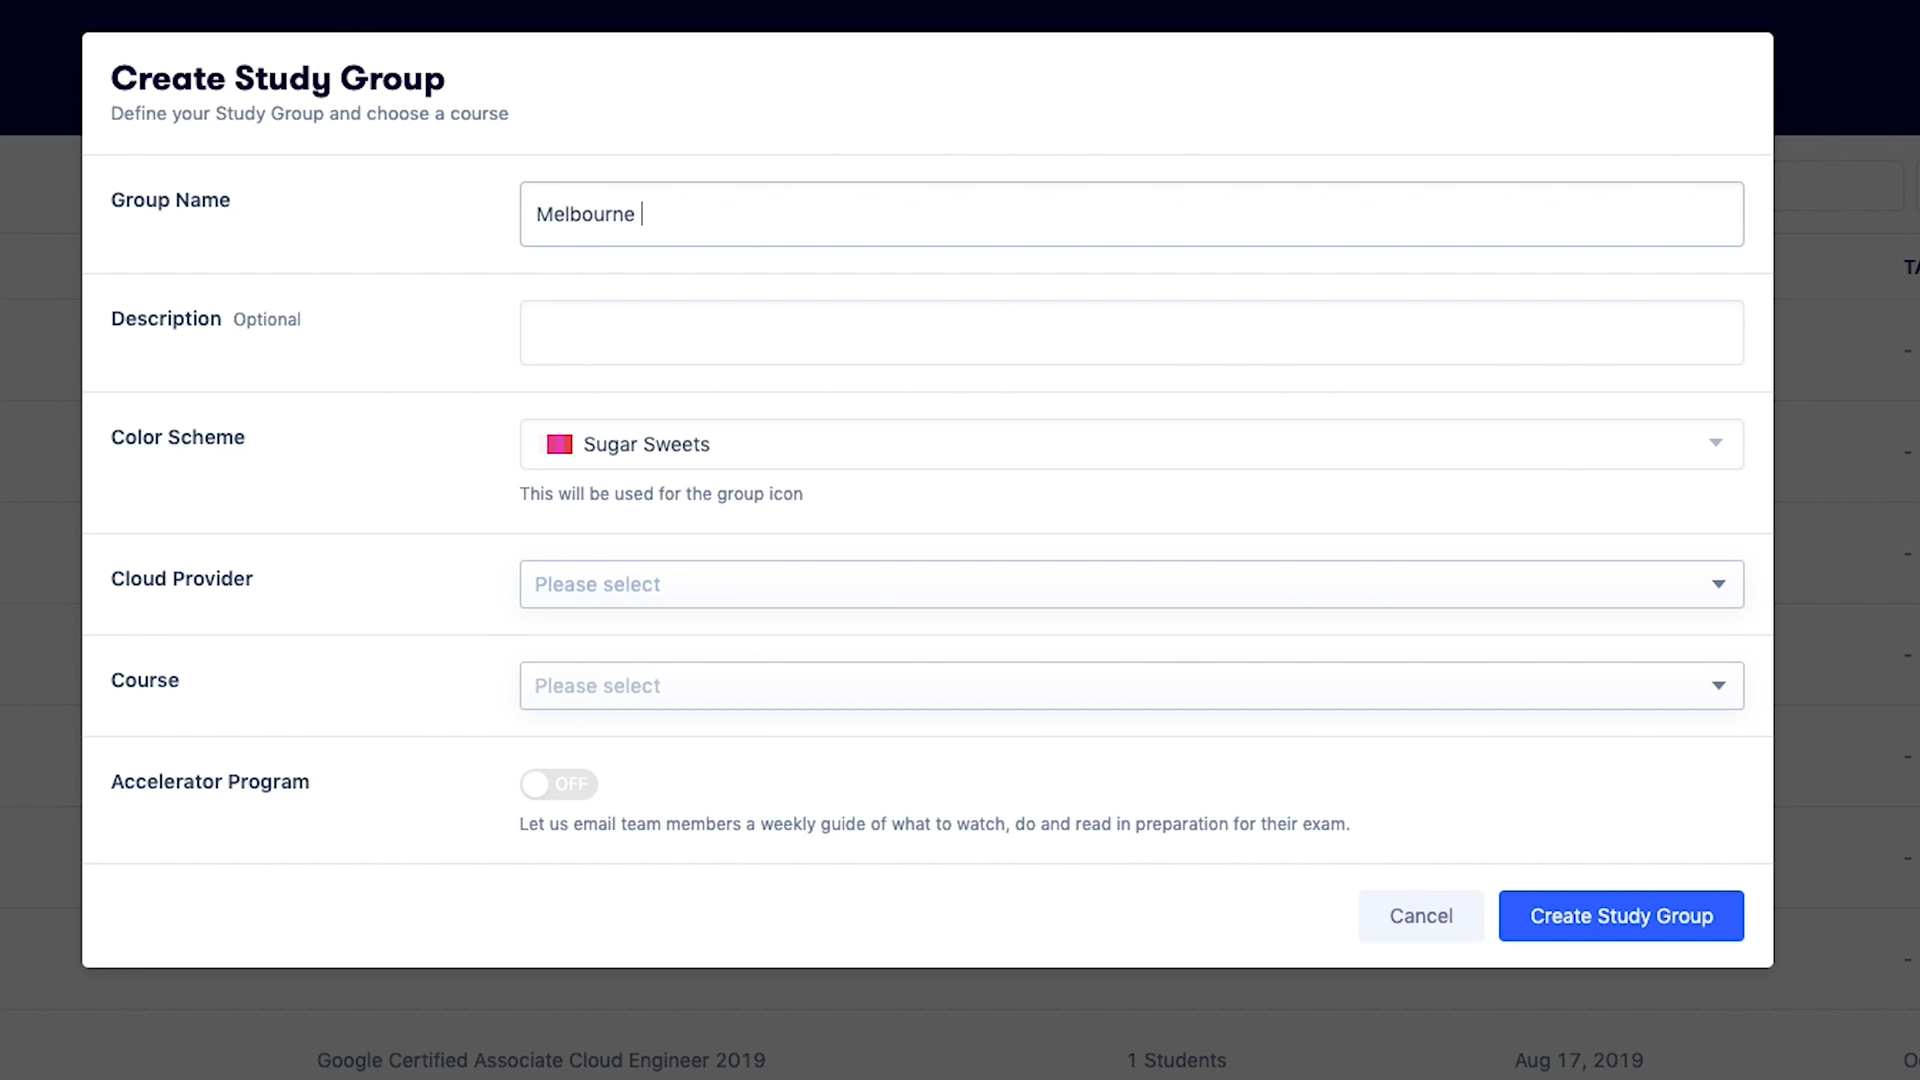 Create Study Group
Define your Study Group and choose a course
Group Name
Melbourne
Description Optional
Color Scheme
Sugar Sweets
This will be used for the group icon
Cloud Provider
Please select
Course
Please select
Accelerator Program
OFF
Let us email team members a weekly guide of what to watch, do and read in preparation for their exam.
Cancel
Create Study Group
Google Certified Associate Cloud Engineer 2019
1 Students
Aug 17, 2019